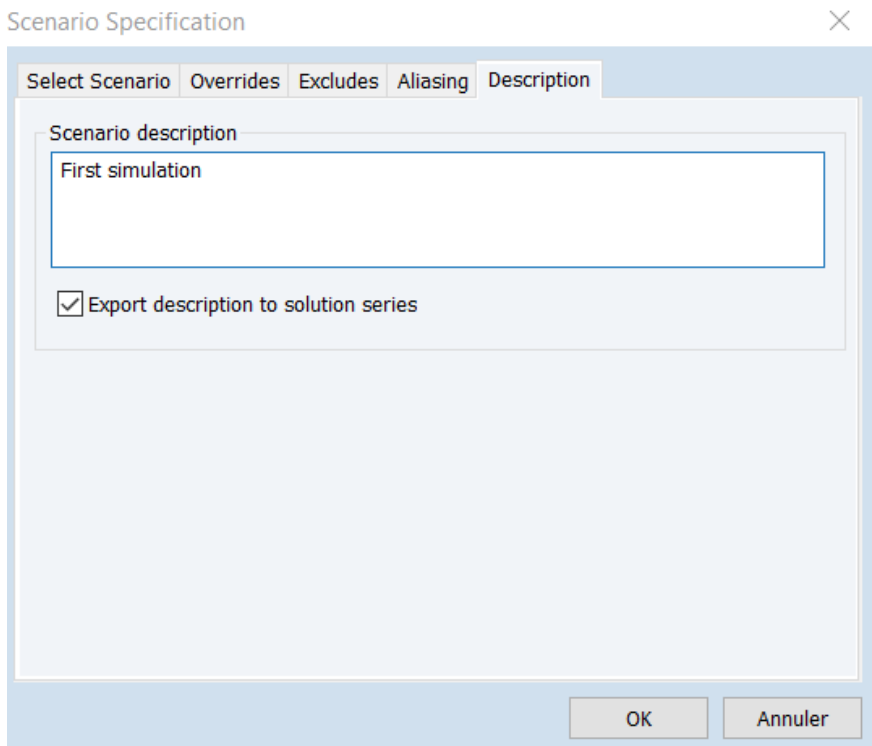 Scenario Specification
Select Scenario Overrides Excludes Aliasing Description
Scenario description
First simulation
Export description to solution series
OK Annuler